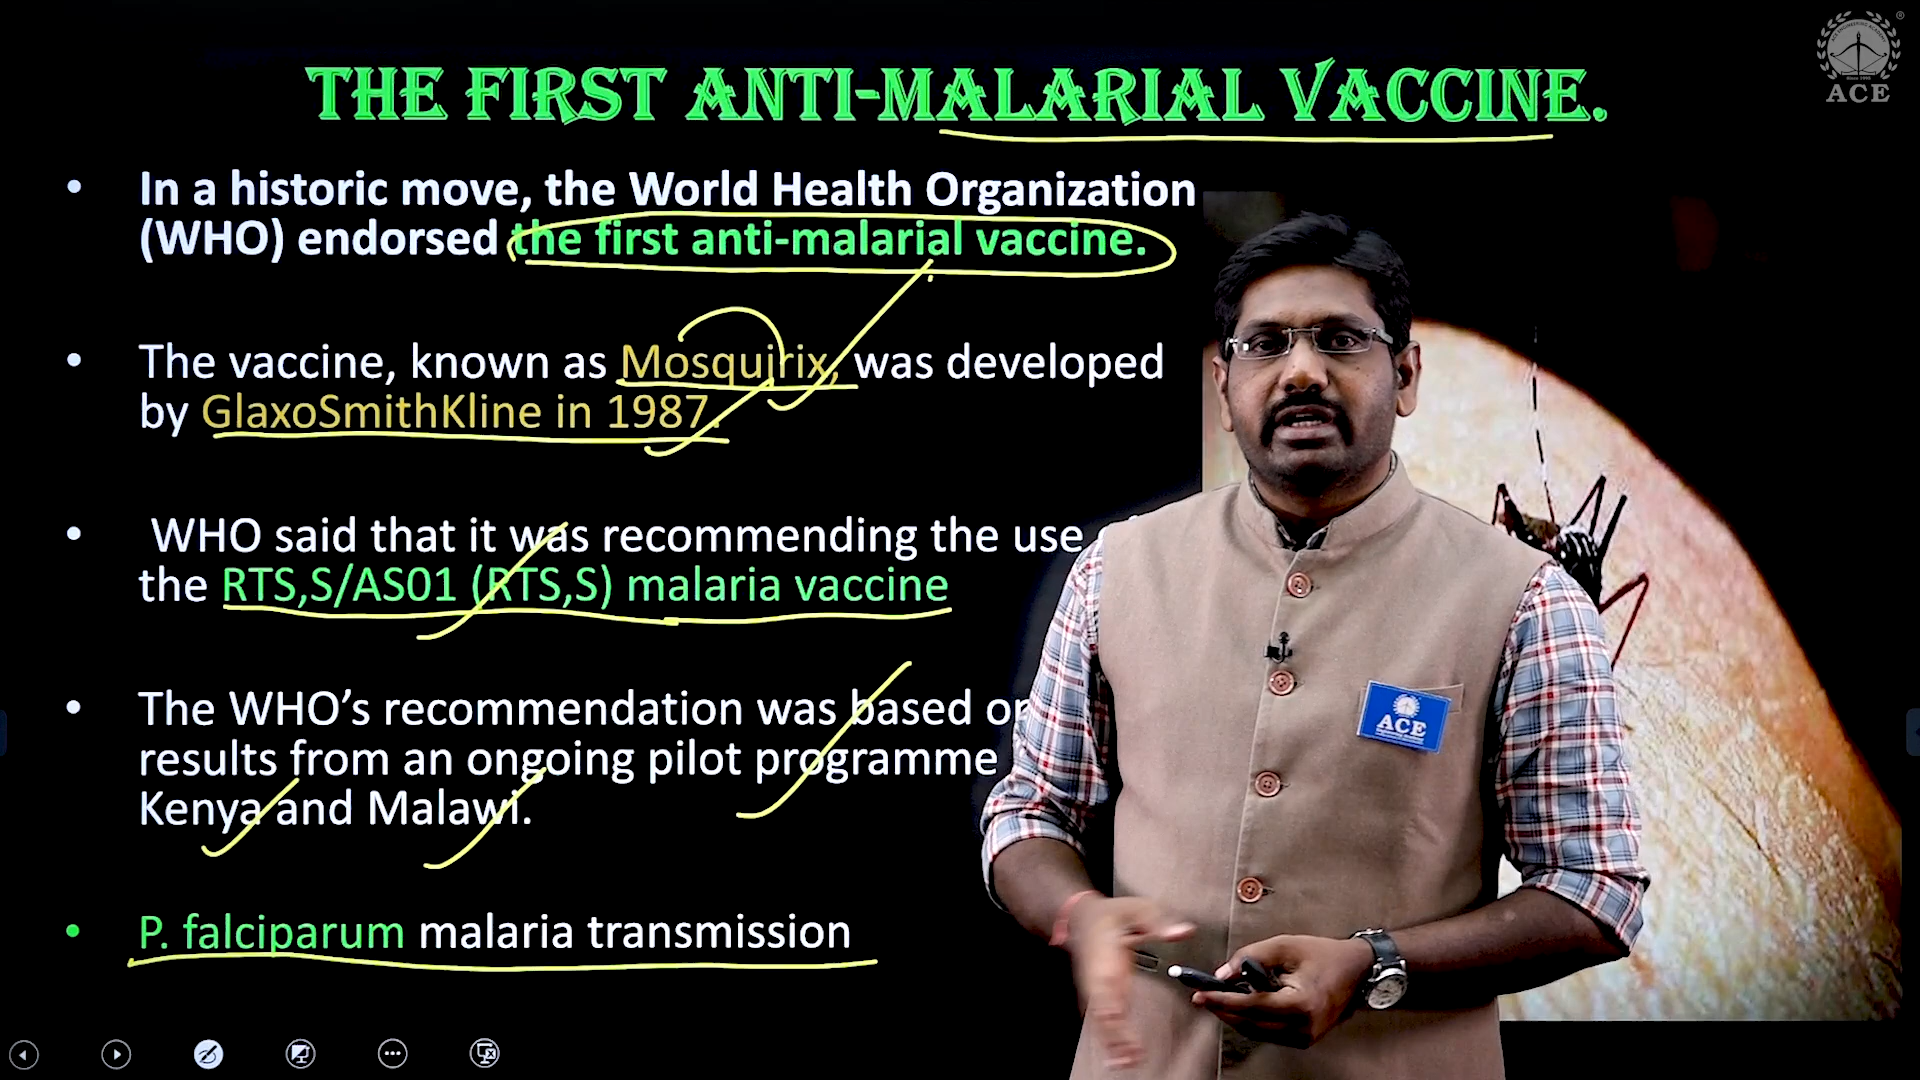 THE FIRST ANTI-MALARIAL VACCINE.
ACE
In a historic move, the World Health Organization
(WHO) endorsed the first anti-malarial vaccine.
The vaccine, known as Mosquirix, was developed
by GlaxoSmithKline in 1987.
WHO said that it was recommending the use
the RTS,S/AS01 (RTS,S) malaria vaccine
The WHO's recommendation was based on
results from an ongoing pilot programme
Kenya and Malawi.
P. falciparum malaria transmission
ACE